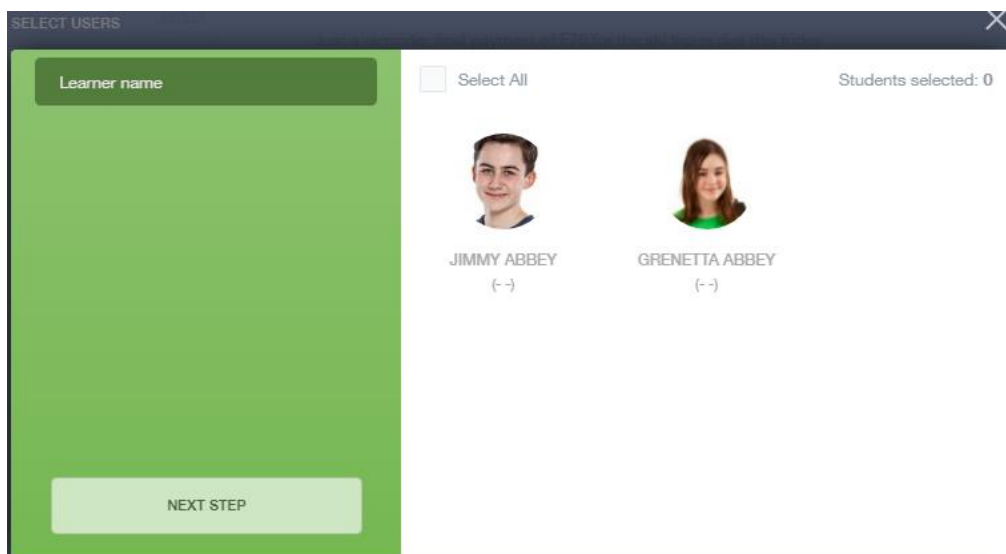 SELECT USERS
Learner name
Select All
Students selected: 0
JIMMY ABBEY
(- -)
GRENETTA ABBEY
(- -)
NEXT STEP